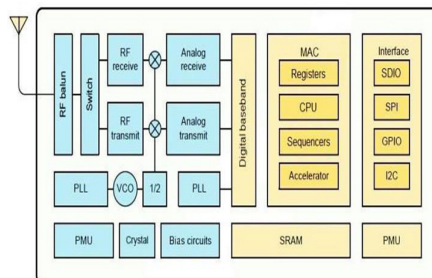 RF balun
Switch
RF
receive
Analog
receive
RF
transmit
Analog
transmit
Digital baseband
PLL
VCO
1/2
PLL
MAC
Registers
CPU
Sequencers
Accelerator
Interface
SDIO
SPI
GPIO
I2C
PMU
Crystal
Bias circuits
SRAM
PMU